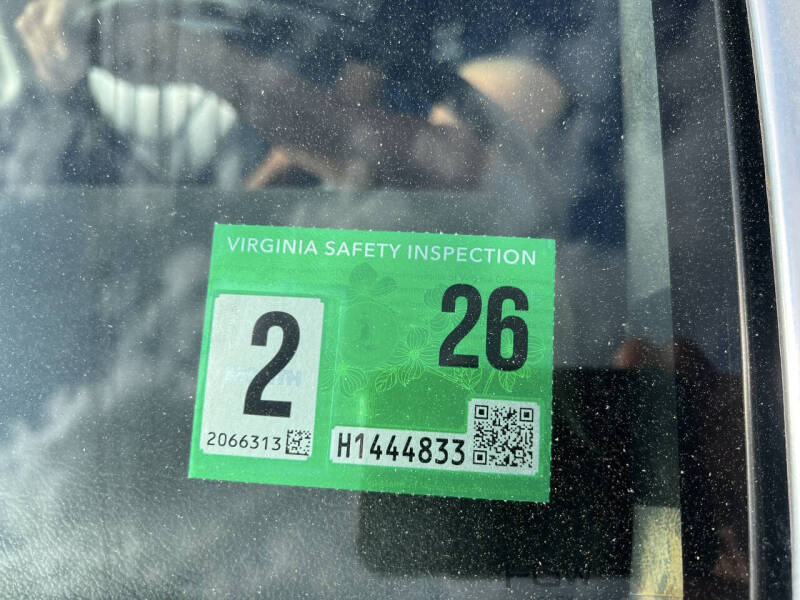 VIRGINIA SAFETY INSPECTION
2
26
2066313
H1444833